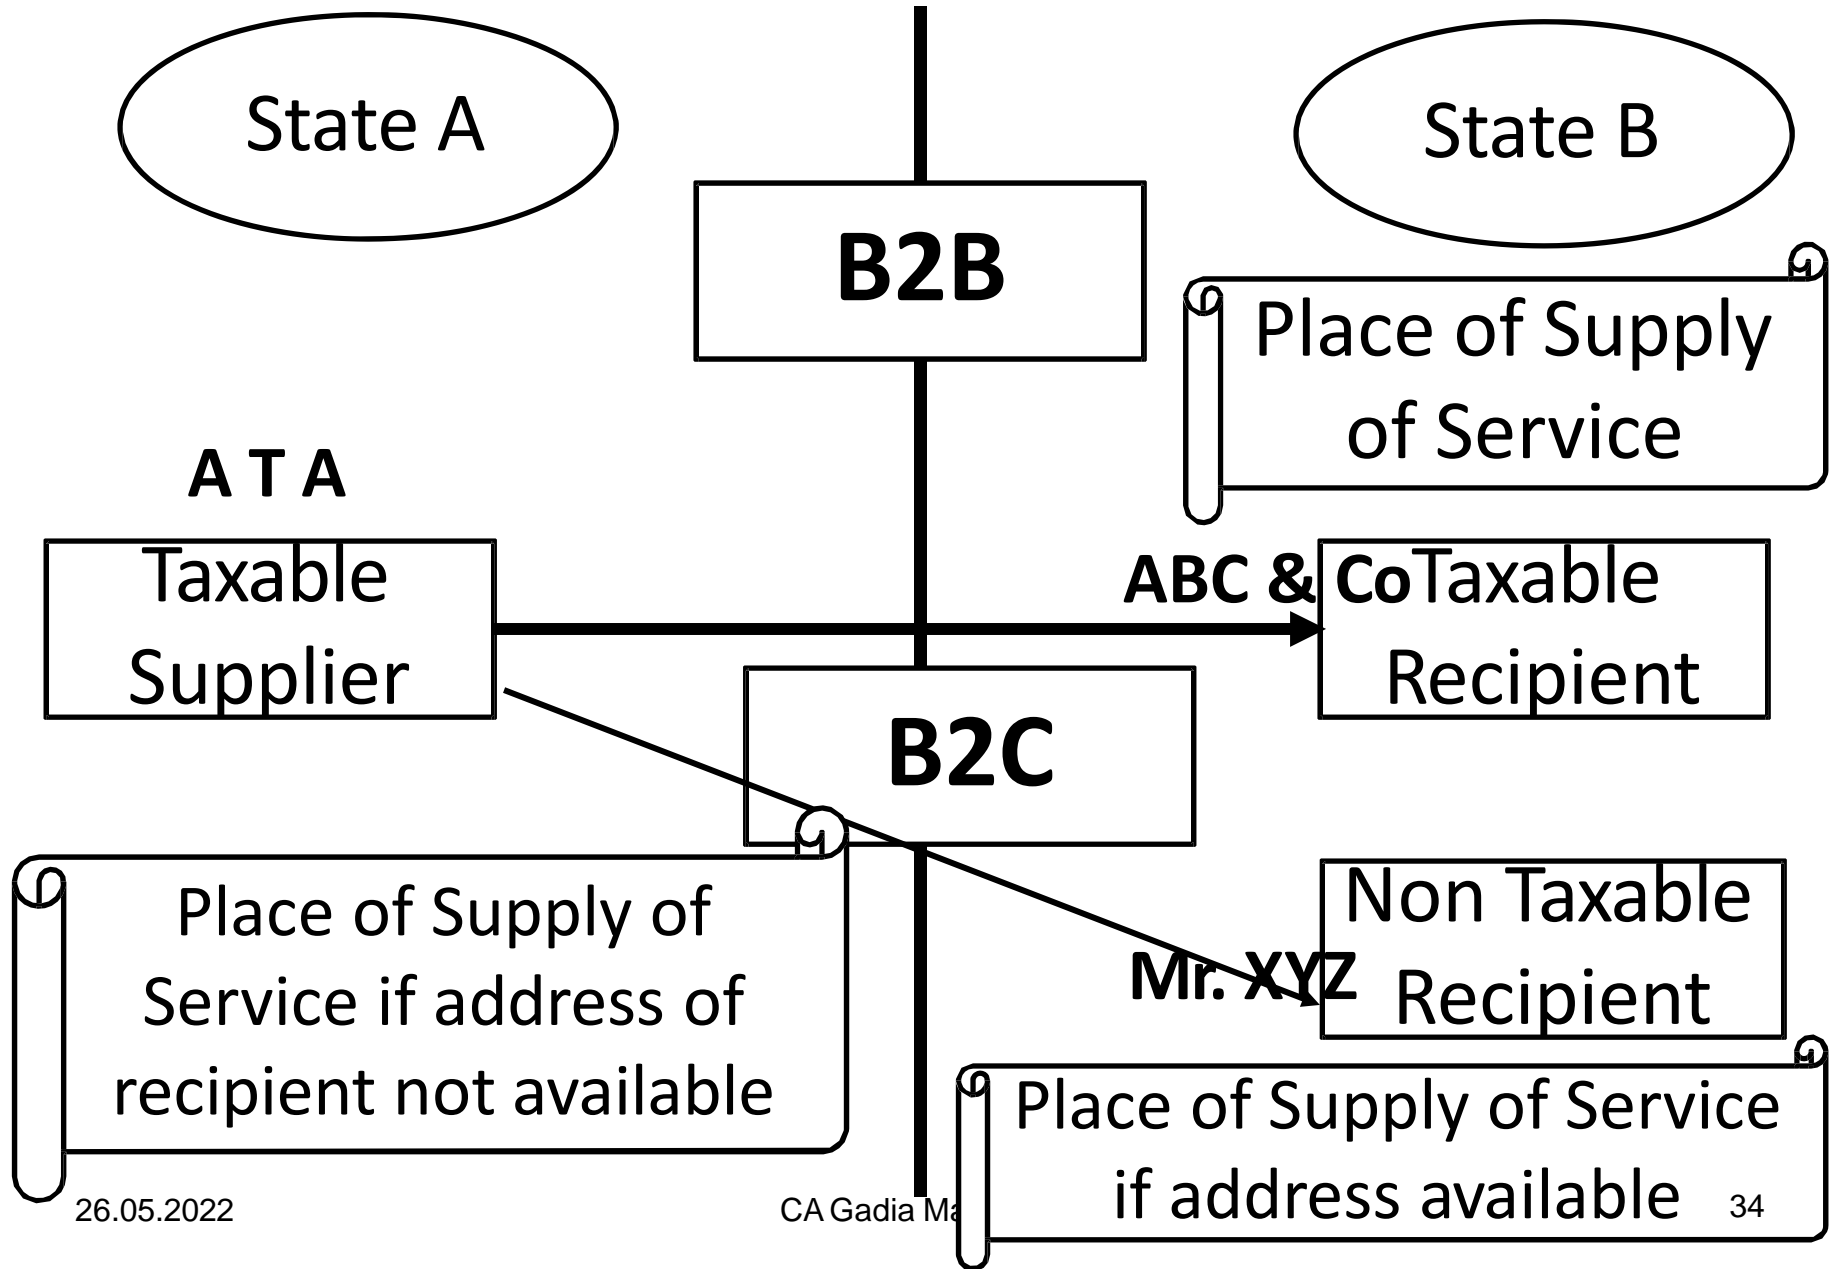 State A
State B
B2B
Place of Supply
of Service
A T A
Taxable
Supplier
ABC & Co
Taxable
Recipient
B2C
Place of Supply of
Service if address of
recipient not available
Mr. XYZ
Non Taxable
Recipient
Place of Supply of Service
if address available
26.05.2022
CA Gadia
34